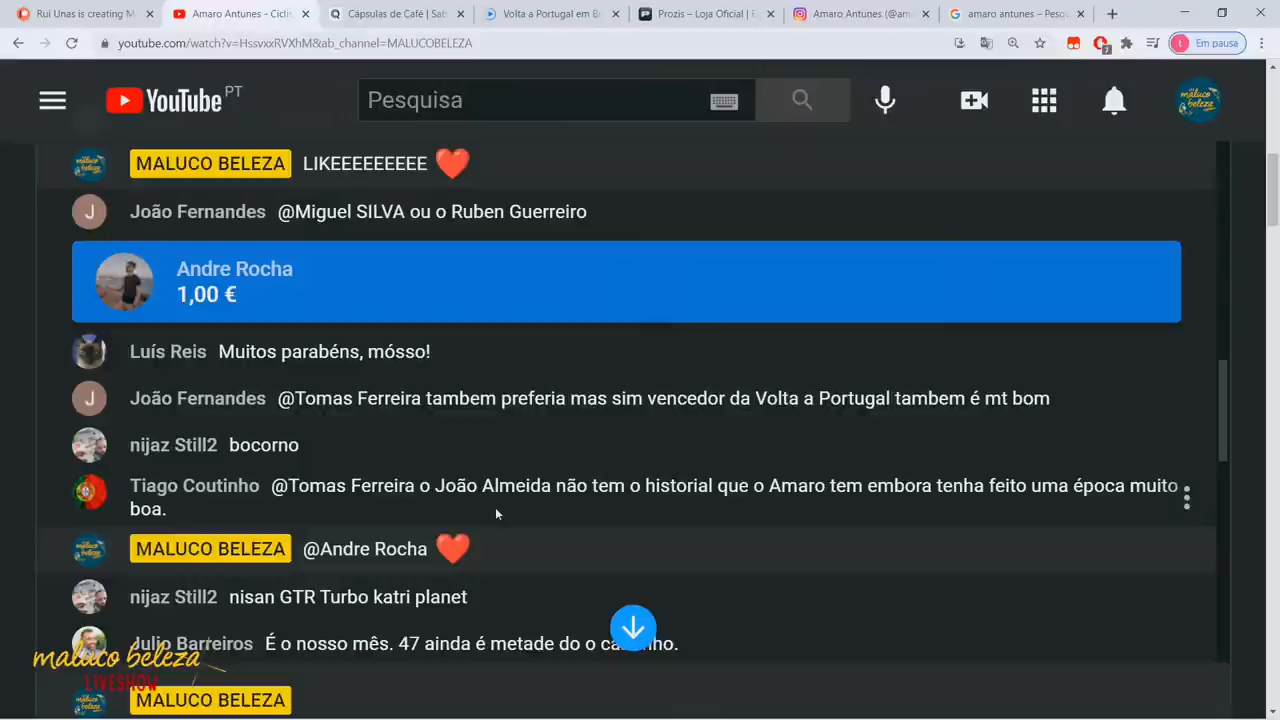 Rui Unas is creating M
Amaro Antunes - Cicli
Cápsulas de Café | Sab
Volta a Portugal em B
Prozis – Loja Oficial | E
Amaro Antunes (@ama
amaro antunes – Pesq
youtube.com/watch?v=HssvxxRVXhM&ab_channel=MALUCOBELEZA
7
t Em pausa
YouTube PT
Pesquisa
maluco beleza
MALUCO BELEZA LIKEEEEEEEEE
J João Fernandes @Miguel SILVA ou o Ruben Guerreiro
Andre Rocha
1,00 €
Luís Reis Muitos parabéns, mósso!
J João Fernandes @Tomas Ferreira tambem preferia mas sim vencedor da Volta a Portugal tambem é mt bom
nijaz Still2 bocorno
Tiago Coutinho @Tomas Ferreira o João Almeida não tem o historial que o Amaro tem embora tenha feito uma época muito
boa.
MALUCO BELEZA @Andre Rocha
nijaz Still2 nisan GTR Turbo katri planet
Julio Barreiros É o nosso mês. 47 ainda é metade do o
maluco beleza
LIVESHOW
MALUCO BELEZA